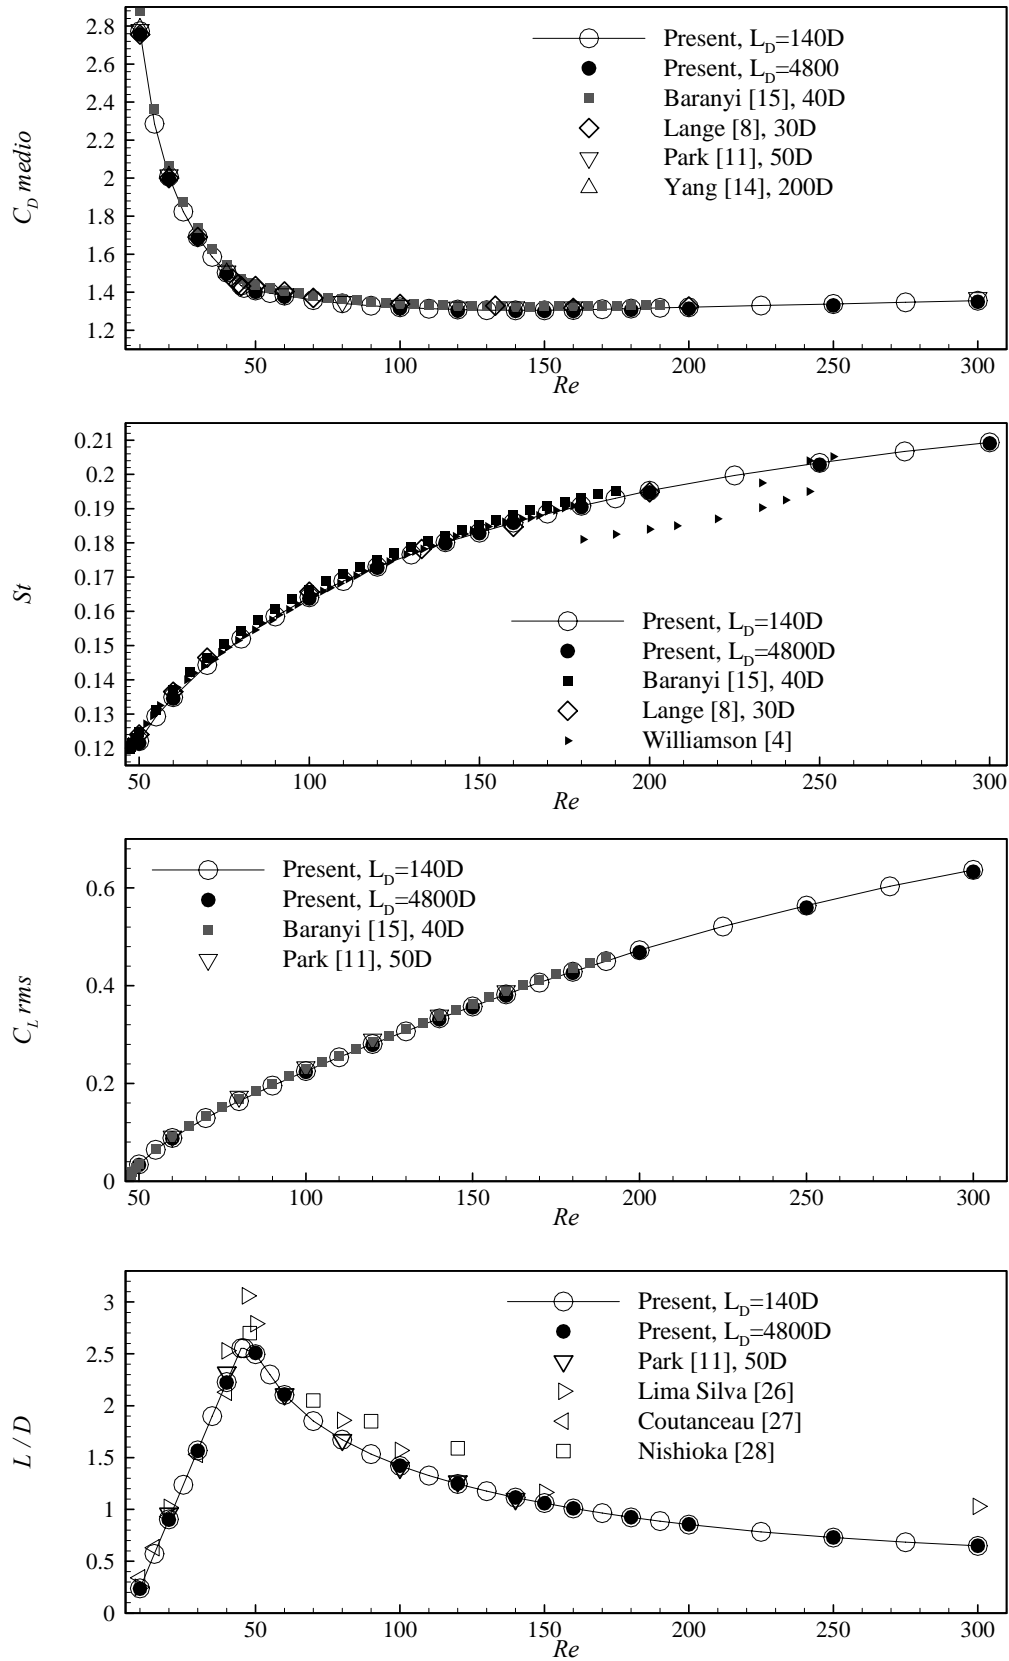 2.8
2.6
2.4
2.2
2
1.8
1.6
1.4
1.2
C_D medio
Present, L_D=140D
Present, L_D=4800
Baranyi [15], 40D
Lange [8], 30D
Park [11], 50D
Yang [14], 200D
50 100 150 200 250 300
Re
0.21
0.2
0.19
0.18
0.17
0.16
0.15
0.14
0.13
0.12
St
Present, L_D=140D
Present, L_D=4800D
Baranyi [15], 40D
Lange [8], 30D
Williamson [4]
50 100 150 200 250 300
Re
0.6
0.4
0.2
0
C_L rms
Present, L_D=140D
Present, L_D=4800D
Baranyi [15], 40D
Park [11], 50D
50 100 150 200 250 300
Re
3
2.5
2
1.5
1
0.5
0
L / D
Present, L_D=140D
Present, L_D=4800D
Park [11], 50D
Lima Silva [26]
Coutanceau [27]
Nishioka [28]
50 100 150 200 250 300
Re